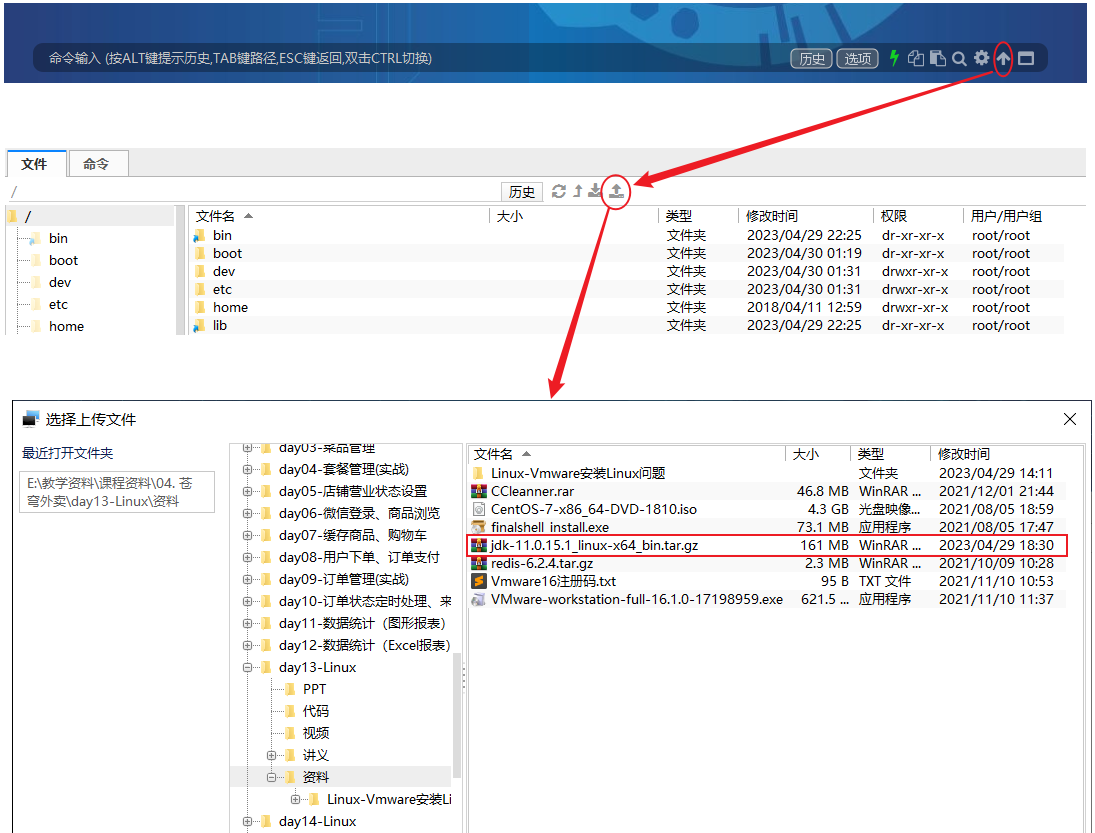 命令输入 (按ALT键提示历史,TAB键路径,ESC键返回,双击CTRL切换) 历史 选项
文件 命令
/ 历史
/
bin
boot
dev
etc
home
文件名 大小 类型 修改时间 权限 用户/用户组
bin 文件夹 2023/04/29 22:25 dr-xr-xr-x root/root
boot 文件夹 2023/04/30 01:19 dr-xr-xr-x root/root
dev 文件夹 2023/04/30 01:31 drwxr-xr-x root/root
etc 文件夹 2023/04/30 01:31 drwxr-xr-x root/root
home 文件夹 2018/04/11 12:59 drwxr-xr-x root/root
lib 文件夹 2023/04/29 22:25 dr-xr-xr-x root/root
选择上传文件
最近打开文件夹
E:\教学资料\课程资料\04. 苍
穹外卖\day13-Linux\资料
day03-菜品管理
day04-套餐管理(实战)
day05-店铺营业状态设置
day06-微信登录、商品浏览
day07-缓存商品、购物车
day08-用户下单、订单支付
day09-订单管理(实战)
day10-订单状态定时处理、来
day11-数据统计（图形报表）
day12-数据统计（Excel报表）
day13-Linux
PPT
代码
视频
讲义
资料
Linux-Vmware安装Li
day14-Linux
文件名 大小 类型 修改时间
Linux-Vmware安装Linux问题 文件夹 2023/04/29 14:11
CCleanner.rar 46.8 MB WinRAR ... 2021/12/01 21:44
CentOS-7-x86_64-DVD-1810.iso 4.3 GB 光盘映像... 2021/08/05 18:59
finalshell_install.exe 73.1 MB 应用程序 2021/08/05 17:47
jdk-11.0.15.1_linux-x64_bin.tar.gz 161 MB WinRAR ... 2023/04/29 18:30
redis-6.2.4.tar.gz 2.3 MB WinRAR ... 2021/10/09 10:28
Vmware16注册码.txt 95 B TXT 文件 2021/11/10 10:53
VMware-workstation-full-16.1.0-17198959.exe 621.5 ... 应用程序 2021/11/10 11:37